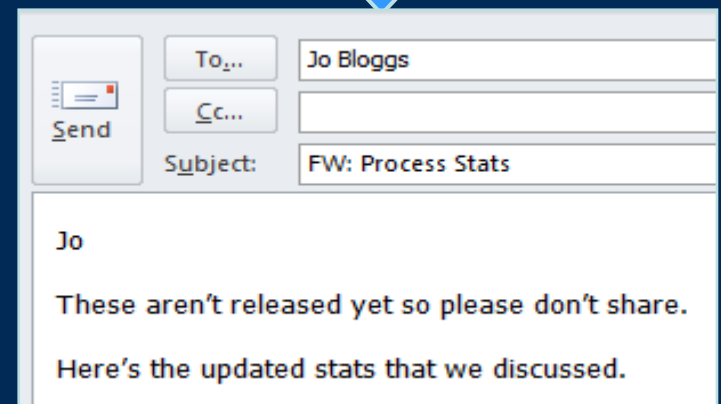 To... Jo Bloggs
Cc...
Send
Subject: FW: Process Stats
Jo
These aren’t released yet so please don’t share.
Here’s the updated stats that we discussed.